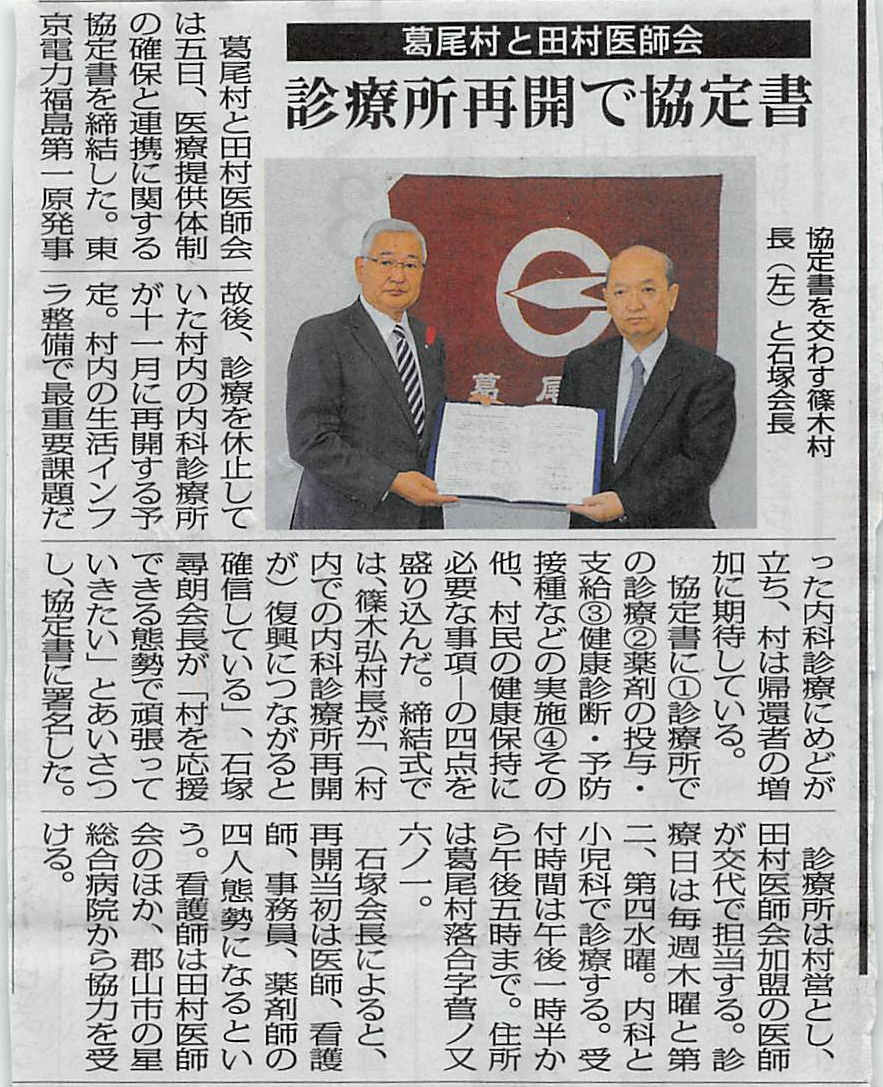 葛尾村と田村医師会
診療所再開で協定書
協定書を交わす篠木村
長（左）と石塚会長
葛尾
葛尾村と田村医師会
は五日、医療提供体制
の確保と連携に関する
協定書を締結した。東
京電力福島第一原発事
故後、診療を休止して
いた村内の内科診療所
が十一月に再開する予
定。村内の生活インフ
ラ整備で最重要課題だ
った内科診療にめどが
立ち、村は帰還者の増
加に期待している。
協定書に①診療所で
の診療②薬剤の投与・
支給③健康診断・予防
接種などの実施④その
他、村民の健康保持に
必要な事項―の四点を
盛り込んだ。締結式で
は、篠木弘村長が「（村
内での内科診療所再開
が）復興につながると
確信している」、石塚
尋朗会長が「村を応援
できる態勢で頑張って
いきたい」とあいさつ
し、協定書に署名した。
診療所は村営とし、
田村医師会加盟の医師
が交代で担当する。診
療日は毎週木曜と第
二、第四水曜。内科と
小児科で診療する。受
付時間は午後一時半か
ら午後五時まで。住所
は葛尾村落合字菅ノ又
六ノ一。
石塚会長によると、
再開当初は医師、看護
師、事務員、薬剤師の
四人態勢になるとい
う。看護師は田村医師
会のほか、郡山市の星
総合病院から協力を受
ける。